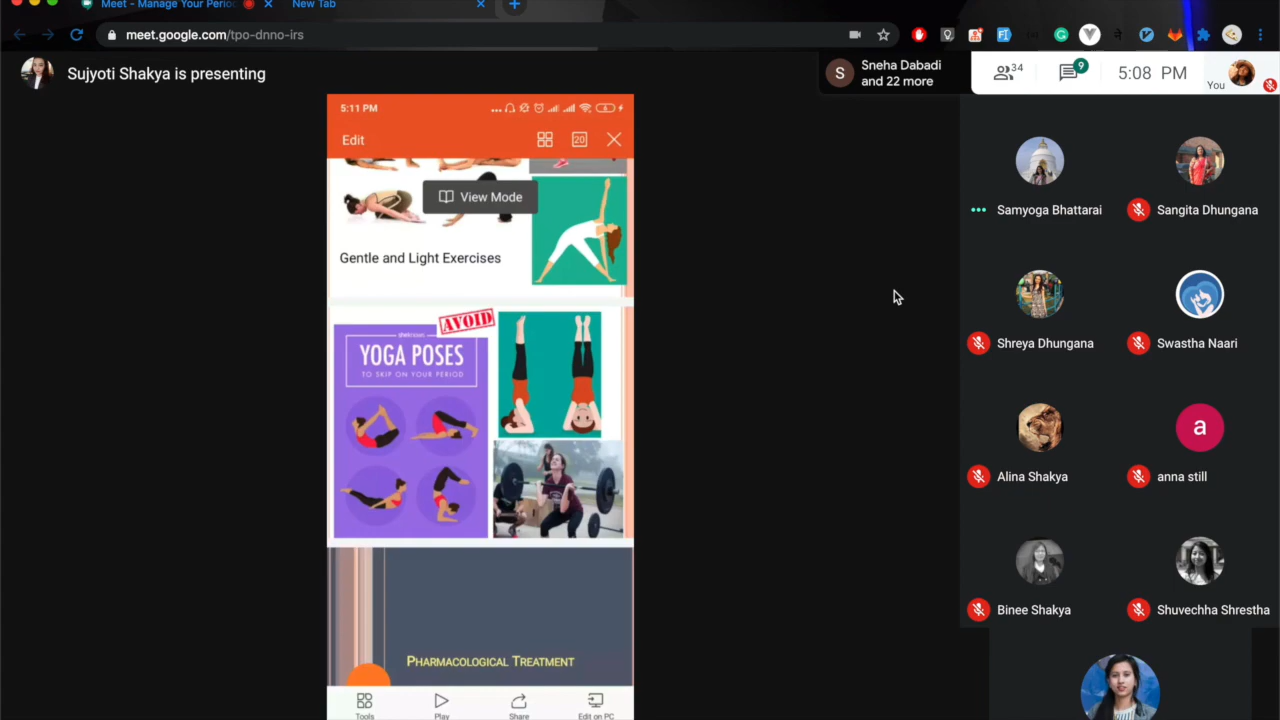 Meet - Manage Your Perio
New Tab
meet.google.com/tpo-dnno-irs
Sujyoti Shakya is presenting
S
Sneha Dabadi
and 22 more
34
9
5:08 PM
You
5:11 PM
Edit
20
View Mode
Gentle and Light Exercises
AVOID
YOGA POSES
TO SKIP ON YOUR PERIOD
PHARMACOLOGICAL TREATMENT
Tools
Play
Share
Edit on PC
Samyoga Bhattarai
Sangita Dhungana
Shreya Dhungana
Swastha Naari
a
Alina Shakya
anna still
Binee Shakya
Shuvechha Shrestha